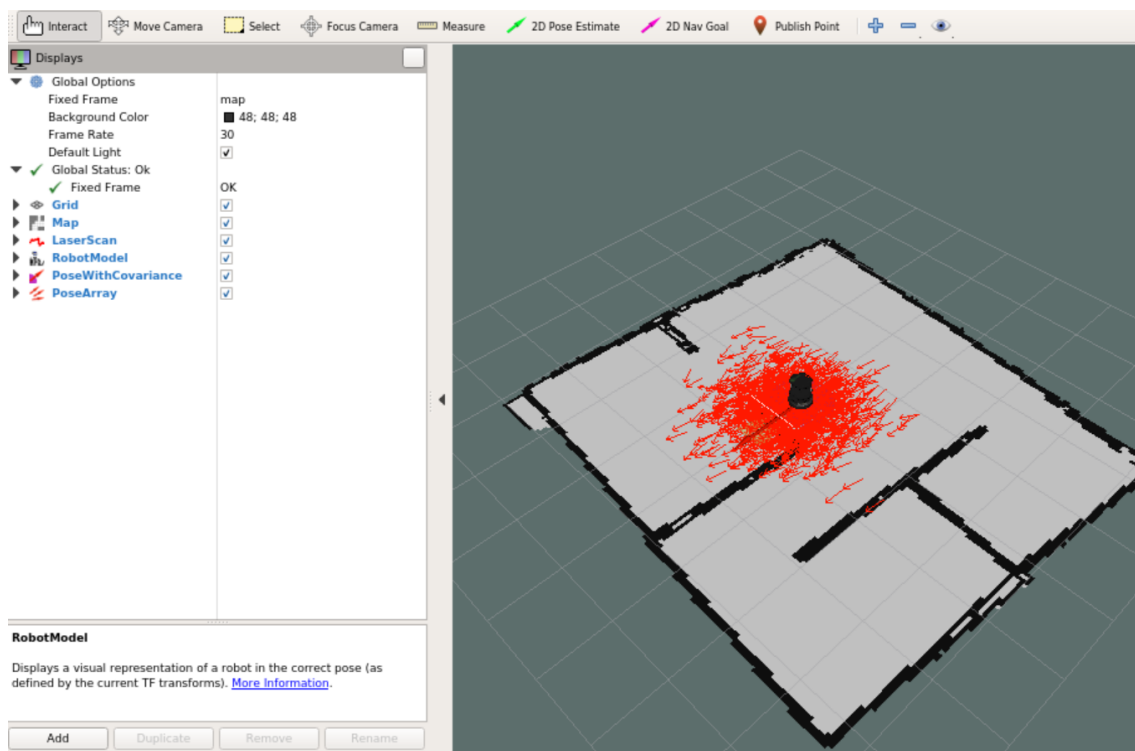 Interact Move Camera Select Focus Camera Measure 2D Pose Estimate 2D Nav Goal Publish Point
Displays
Global Options
Fixed Frame map
Background Color 48; 48; 48
Frame Rate 30
Default Light
Global Status: Ok
Fixed Frame OK
Grid
Map
LaserScan
RobotModel
PoseWithCovariance
PoseArray
RobotModel
Displays a visual representation of a robot in the correct pose (as
defined by the current TF transforms). More Information.
Add Duplicate Remove Rename